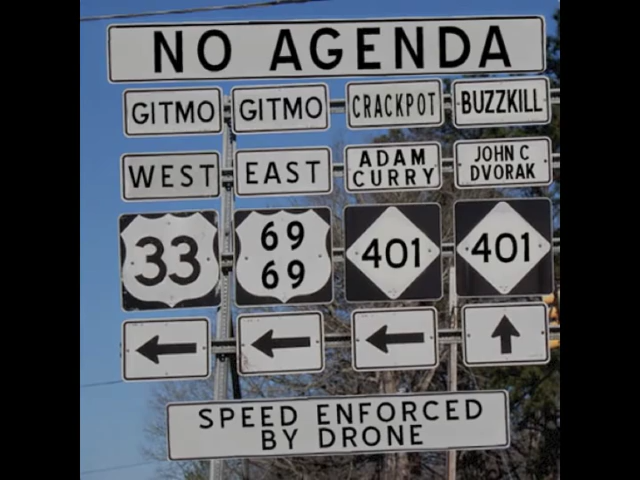 NO AGENDA
GITMO GITMO CRACKPOT BUZZKILL
WEST EAST ADAM CURRY JOHN C DVORAK
33 69 69 401 401
SPEED ENFORCED
BY DRONE